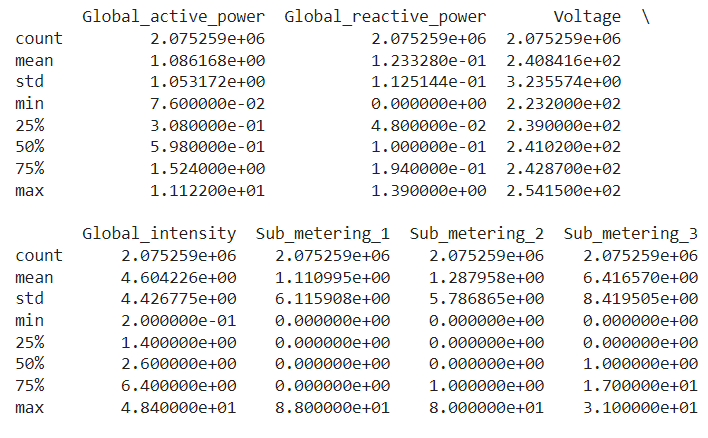 Global_active_power Global_reactive_power Voltage \
count 2.075259e+06 2.075259e+06 2.075259e+06
mean 1.086168e+00 1.233280e-01 2.408416e+02
std 1.053172e+00 1.125144e-01 3.235574e+00
min 7.600000e-02 0.000000e+00 2.232000e+02
25% 3.080000e-01 4.800000e-02 2.390000e+02
50% 5.980000e-01 1.000000e-01 2.410200e+02
75% 1.524000e+00 1.940000e-01 2.428700e+02
max 1.112200e+01 1.390000e+00 2.541500e+02
Global_intensity Sub_metering_1 Sub_metering_2 Sub_metering_3
count 2.075259e+06 2.075259e+06 2.075259e+06 2.075259e+06
mean 4.604226e+00 1.110995e+00 1.287958e+00 6.416570e+00
std 4.426775e+00 6.115908e+00 5.786865e+00 8.419505e+00
min 2.000000e-01 0.000000e+00 0.000000e+00 0.000000e+00
25% 1.400000e+00 0.000000e+00 0.000000e+00 0.000000e+00
50% 2.600000e+00 0.000000e+00 0.000000e+00 1.000000e+00
75% 6.400000e+00 0.000000e+00 1.000000e+00 1.700000e+01
max 4.840000e+01 8.800000e+01 8.000000e+01 3.100000e+01